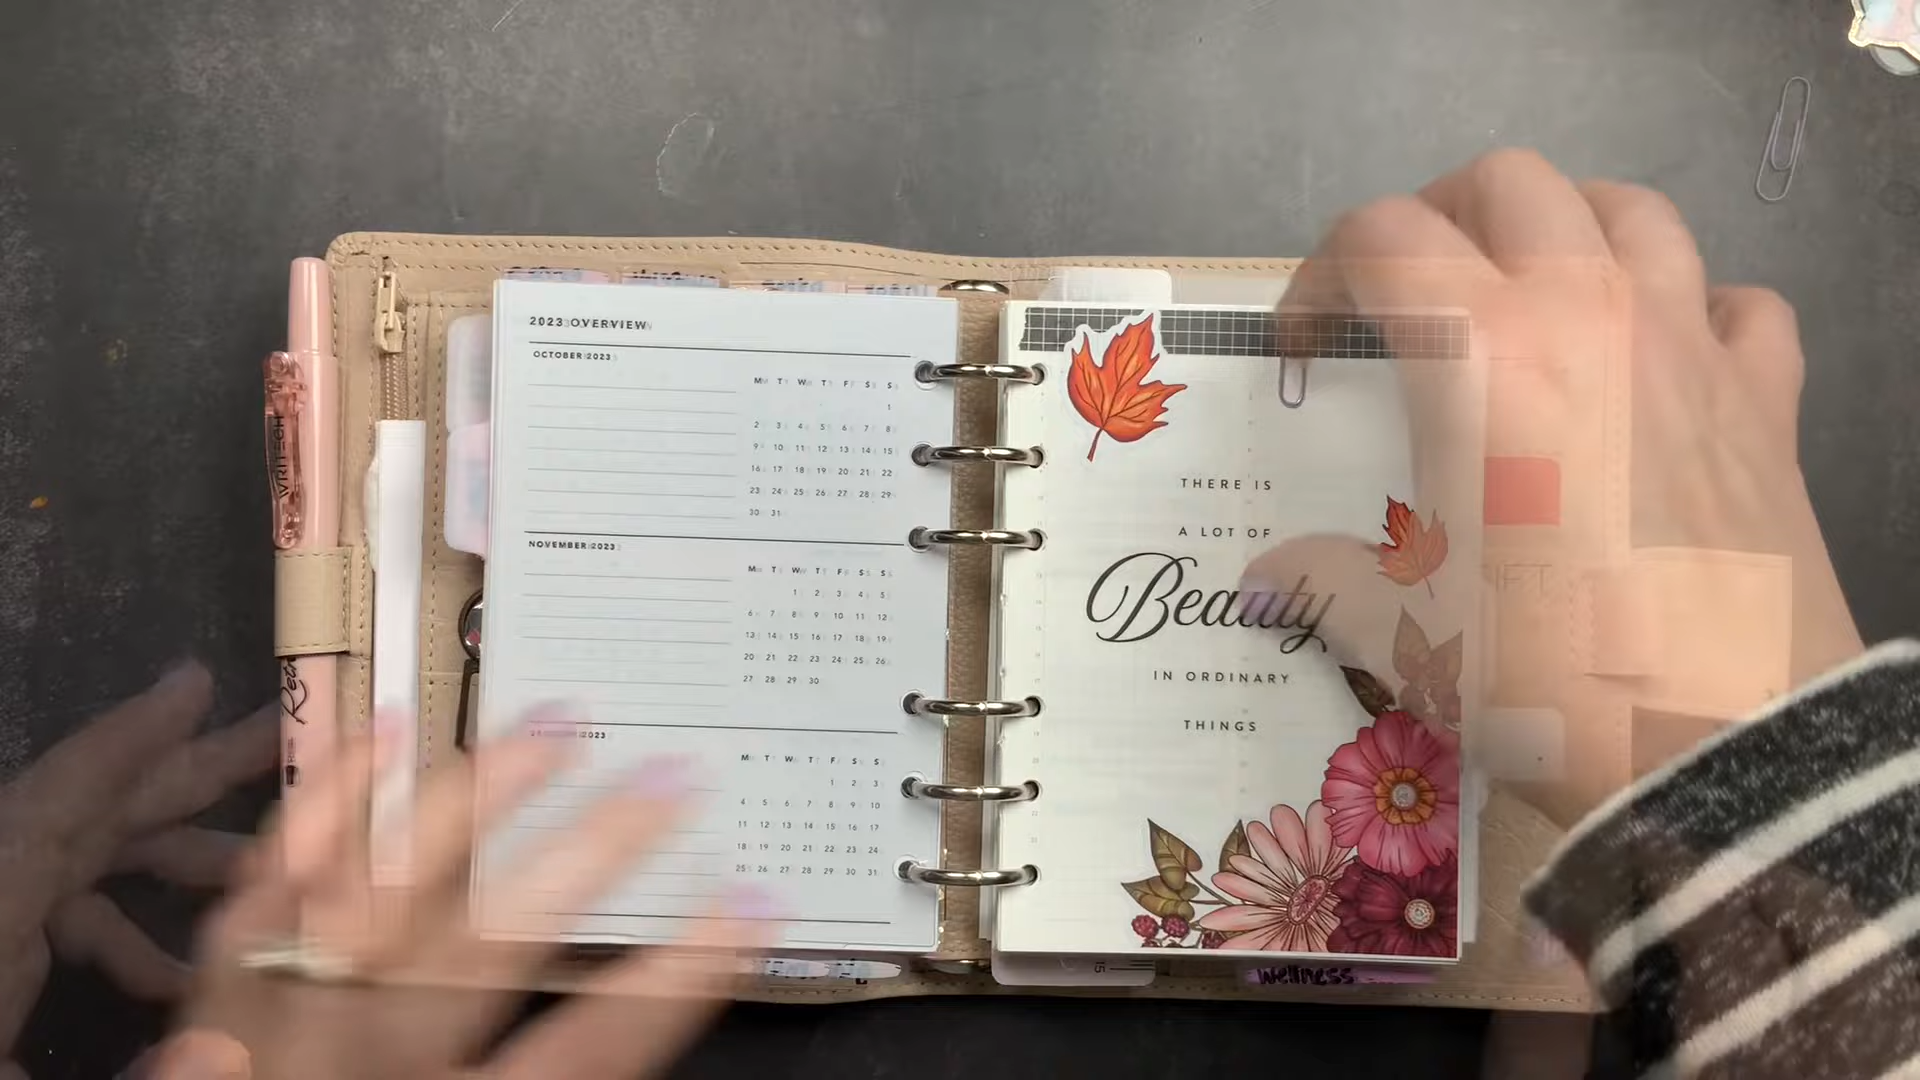 2023 OVERVIEW
OCTOBER 2023
M T W T F S S
1
2 3 4 5 6 7 8
9 10 11 12 13 14 15
16 17 18 19 20 21 22
23 24 25 26 27 28 29
30 31
NOVEMBER 2023
M T W T F S S
1 2 3 4 5
6 7 8 9 10 11 12
13 14 15 16 17 18 19
20 21 22 23 24 25 26
27 28 29 30
2023
M T W T F S S
1 2 3
4 5 6 7 8 9 10
11 12 13 14 15 16 17
18 19 20 21 22 23 24
25 26 27 28 29 30 31
THERE IS
A LOT OF
Beauty
IN ORDINARY
THINGS
wellness
15
WRITECH
Retr